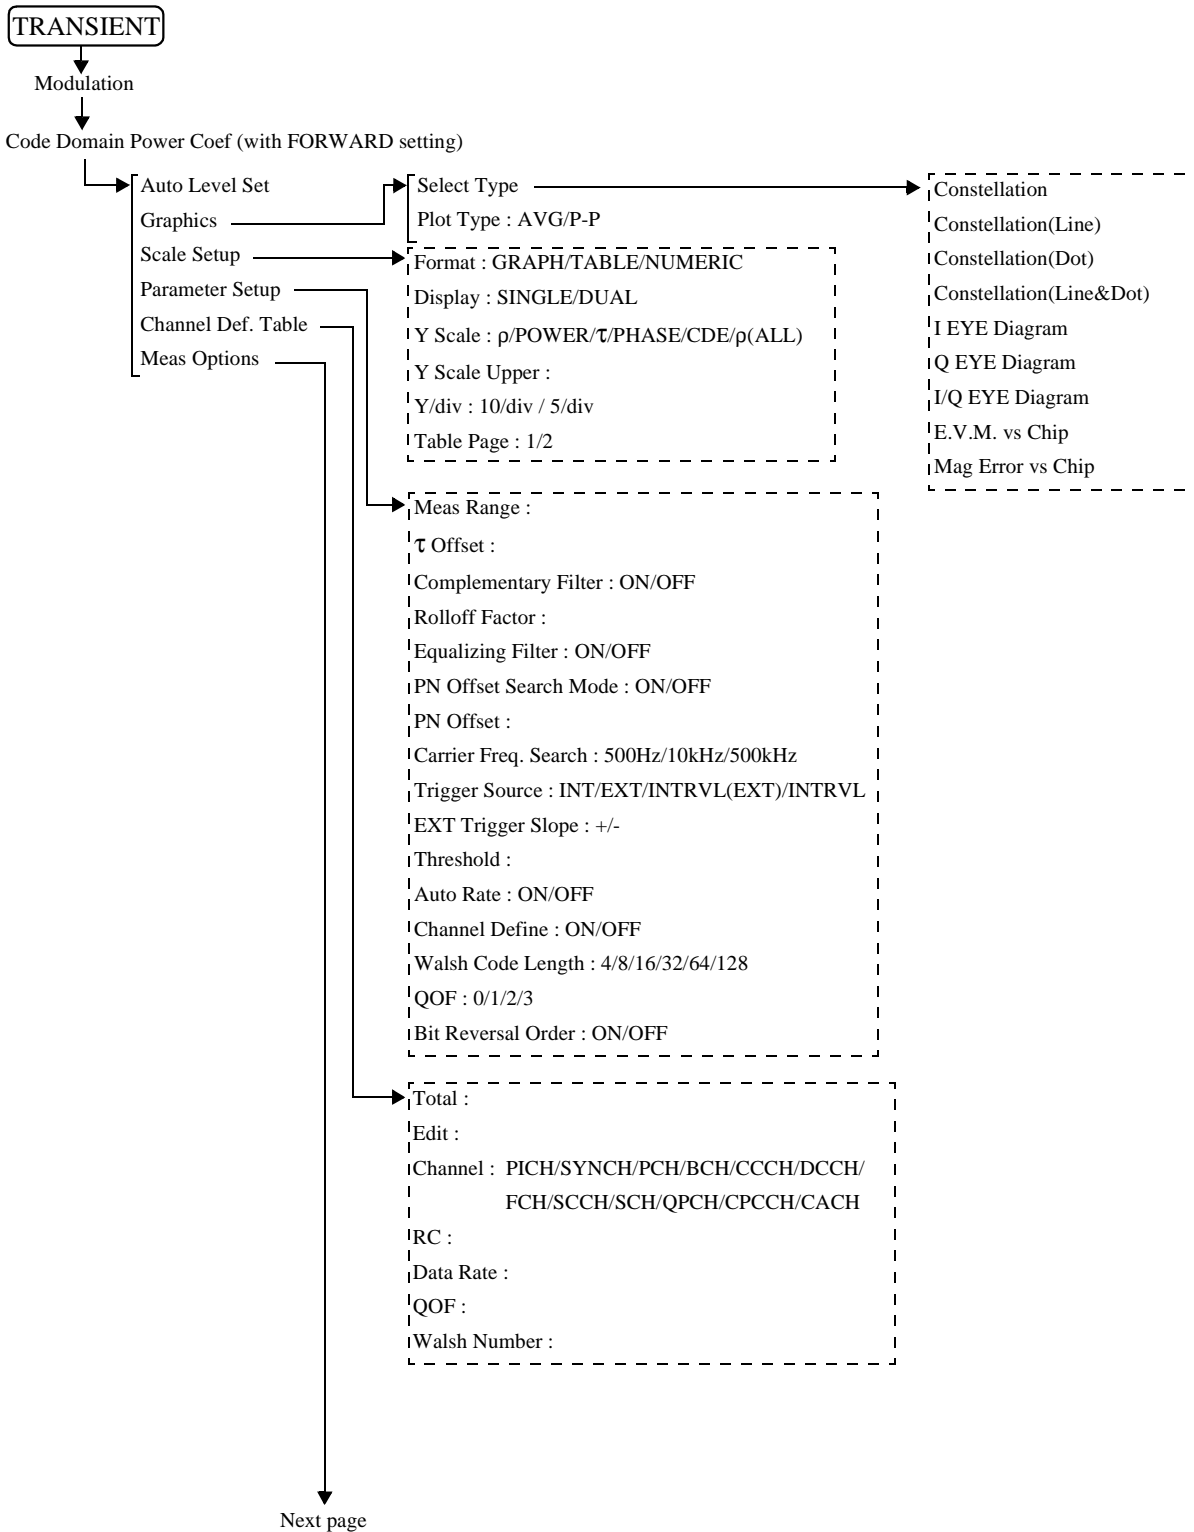 TRANSIENT
Modulation
Code Domain Power Coef (with FORWARD setting)
Auto Level Set
Graphics
Scale Setup
Parameter Setup
Channel Def. Table
Meas Options
Select Type
Plot Type : AVG/P-P
Constellation
Constellation(Line)
Constellation(Dot)
Constellation(Line&Dot)
I EYE Diagram
Q EYE Diagram
I/Q EYE Diagram
E.V.M. vs Chip
Mag Error vs Chip
Format : GRAPH/TABLE/NUMERIC
Display : SINGLE/DUAL
Y Scale : ρ/POWER/τ/PHASE/CDE/ρ(ALL)
Y Scale Upper :
Y/div : 10/div / 5/div
Table Page : 1/2
Meas Range :
τ Offset :
Complementary Filter : ON/OFF
Rolloff Factor :
Equalizing Filter : ON/OFF
PN Offset Search Mode : ON/OFF
PN Offset :
Carrier Freq. Search : 500Hz/10kHz/500kHz
Trigger Source : INT/EXT/INTRVL(EXT)/INTRVL
EXT Trigger Slope : +/-
Threshold :
Auto Rate : ON/OFF
Channel Define : ON/OFF
Walsh Code Length : 4/8/16/32/64/128
QOF : 0/1/2/3
Bit Reversal Order : ON/OFF
Total :
Edit :
Channel : PICH/SYNCH/PCH/BCH/CCCH/DCCH/
FCH/SCCH/SCH/QPCH/CPCCH/CACH
RC :
Data Rate :
QOF :
Walsh Number :
Next page